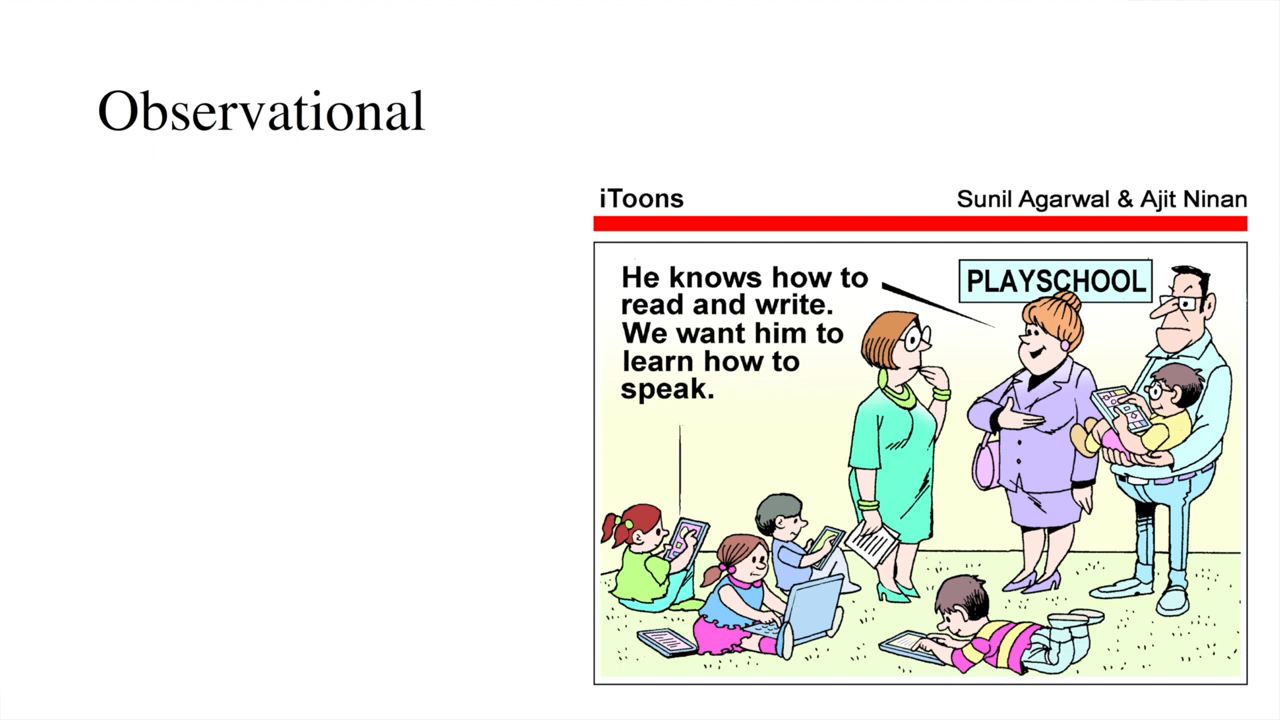 Observational
iToons
Sunil Agarwal & Ajit Ninan
He knows how to
read and write.
We want him to
learn how to
speak.
PLAYSCHOOL